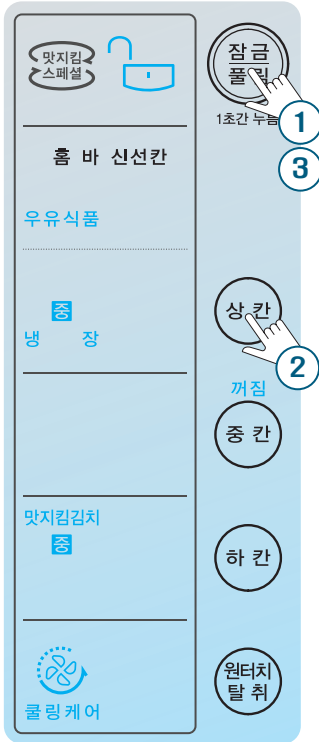 맛지킴
스페셜
잠금
풀림
1초간 누름
1
3
홈 바 신선칸
우유식품
중
냉 장
상 칸
2
꺼짐
중 칸
맛지킴김치
중
하 칸
쿨링케어
원터치
탈 취